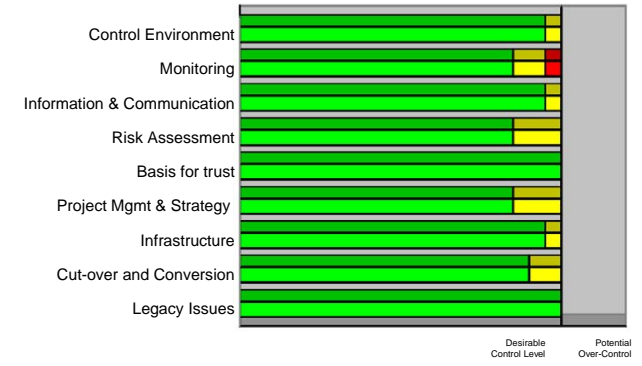 Control Environment
Monitoring
Information & Communication
Risk Assessment
Basis for trust
Project Mgmt & Strategy
Infrastructure
Cut-over and Conversion
Legacy Issues
Desirable
Control Level
Potential
Over-Control